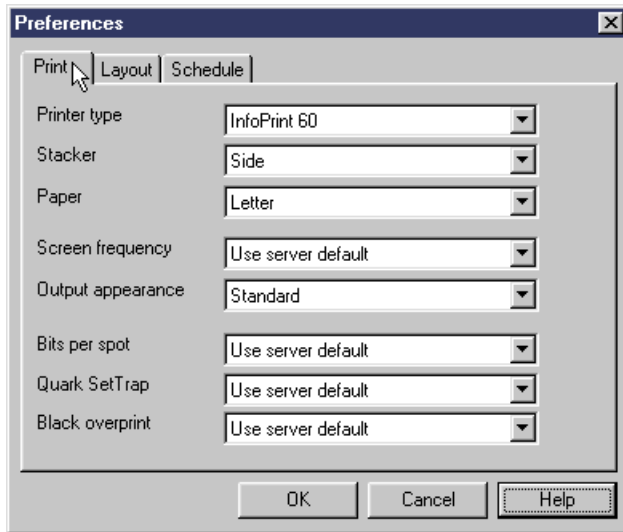 Preferences
Print Layout Schedule
Printer type InfoPrint 60
Stacker Side
Paper Letter
Screen frequency Use server default
Output appearance Standard
Bits per spot Use server default
Quark SetTrap Use server default
Black overprint Use server default
OK Cancel Help